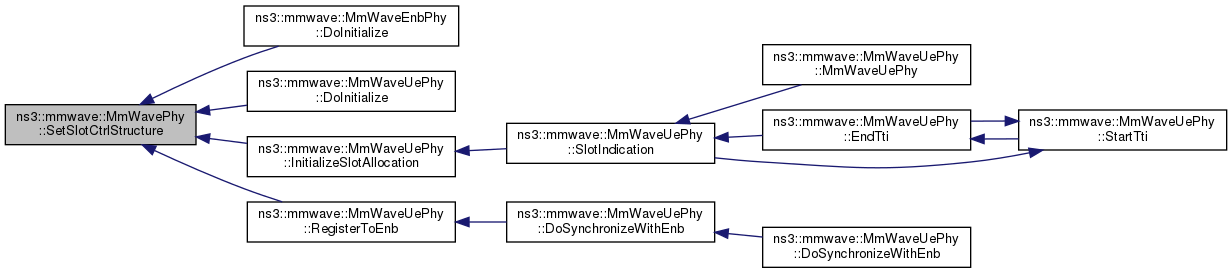 ns3::mmwave::MmWavePhy
::SetSlotCtrlStructure
ns3::mmwave::MmWaveEnbPhy
::DoInitialize
ns3::mmwave::MmWaveUePhy
::DoInitialize
ns3::mmwave::MmWaveUePhy
::InitializeSlotAllocation
ns3::mmwave::MmWaveUePhy
::RegisterToEnb
ns3::mmwave::MmWaveUePhy
::SlotIndication
ns3::mmwave::MmWaveUePhy
::DoSynchronizeWithEnb
ns3::mmwave::MmWaveUePhy
::MmWaveUePhy
ns3::mmwave::MmWaveUePhy
::EndTti
ns3::mmwave::MmWaveUePhy
::DoSynchronizeWithEnb
ns3::mmwave::MmWaveUePhy
::StartTti